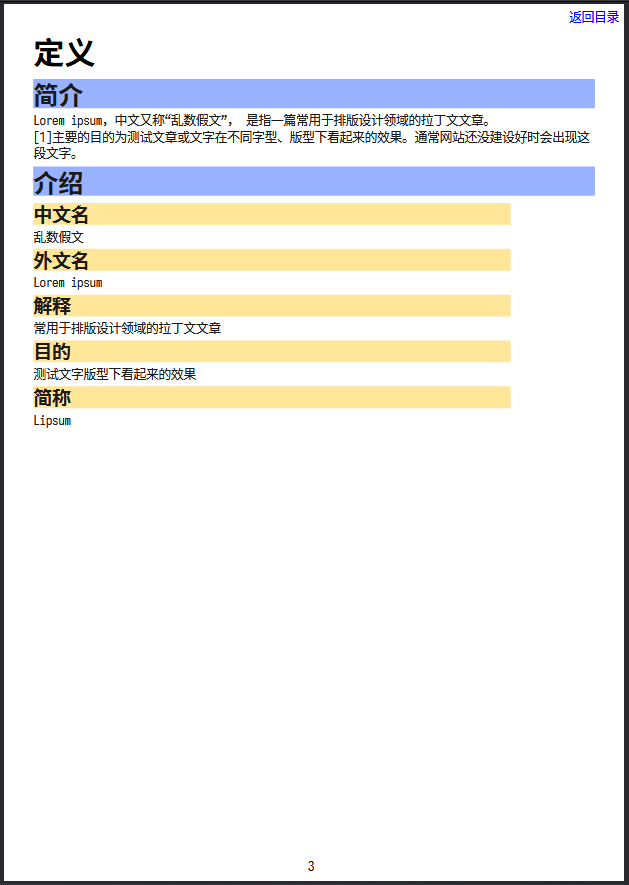 返回目录
定义
简介
Lorem ipsum，中文又称“乱数假文”， 是指一篇常用于排版设计领域的拉丁文文章。
[1]主要的目的为测试文章或文字在不同字型、版型下看起来的效果。通常网站还没建设好时会出现这
段文字。
介绍
中文名
乱数假文
外文名
Lorem ipsum
解释
常用于排版设计领域的拉丁文文章
目的
测试文字版型下看起来的效果
简称
Lipsum
3